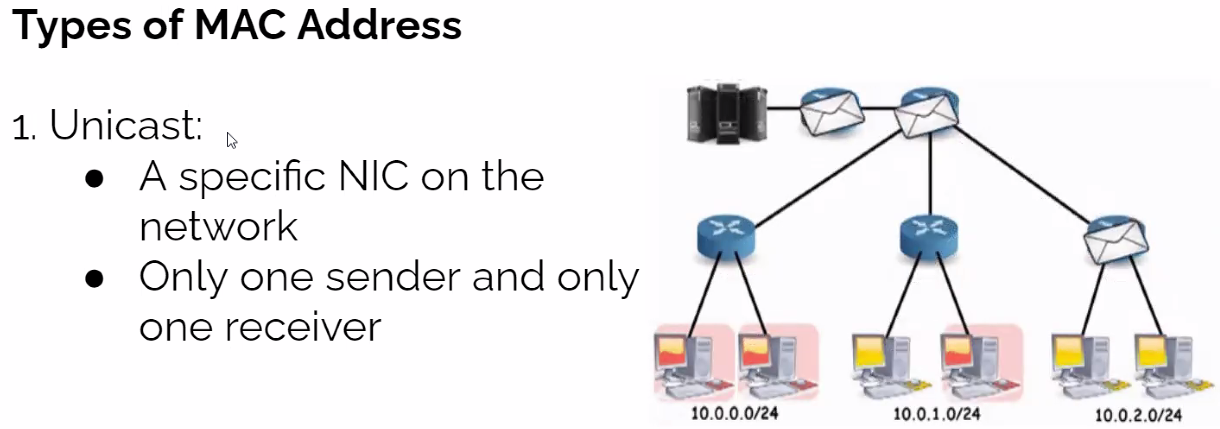 Types of MAC Address
1. Unicast:
● A specific NIC on the
network
● Only one sender and only
one receiver
10.0.0.0/24
10.0.1.0/24
10.0.2.0/24